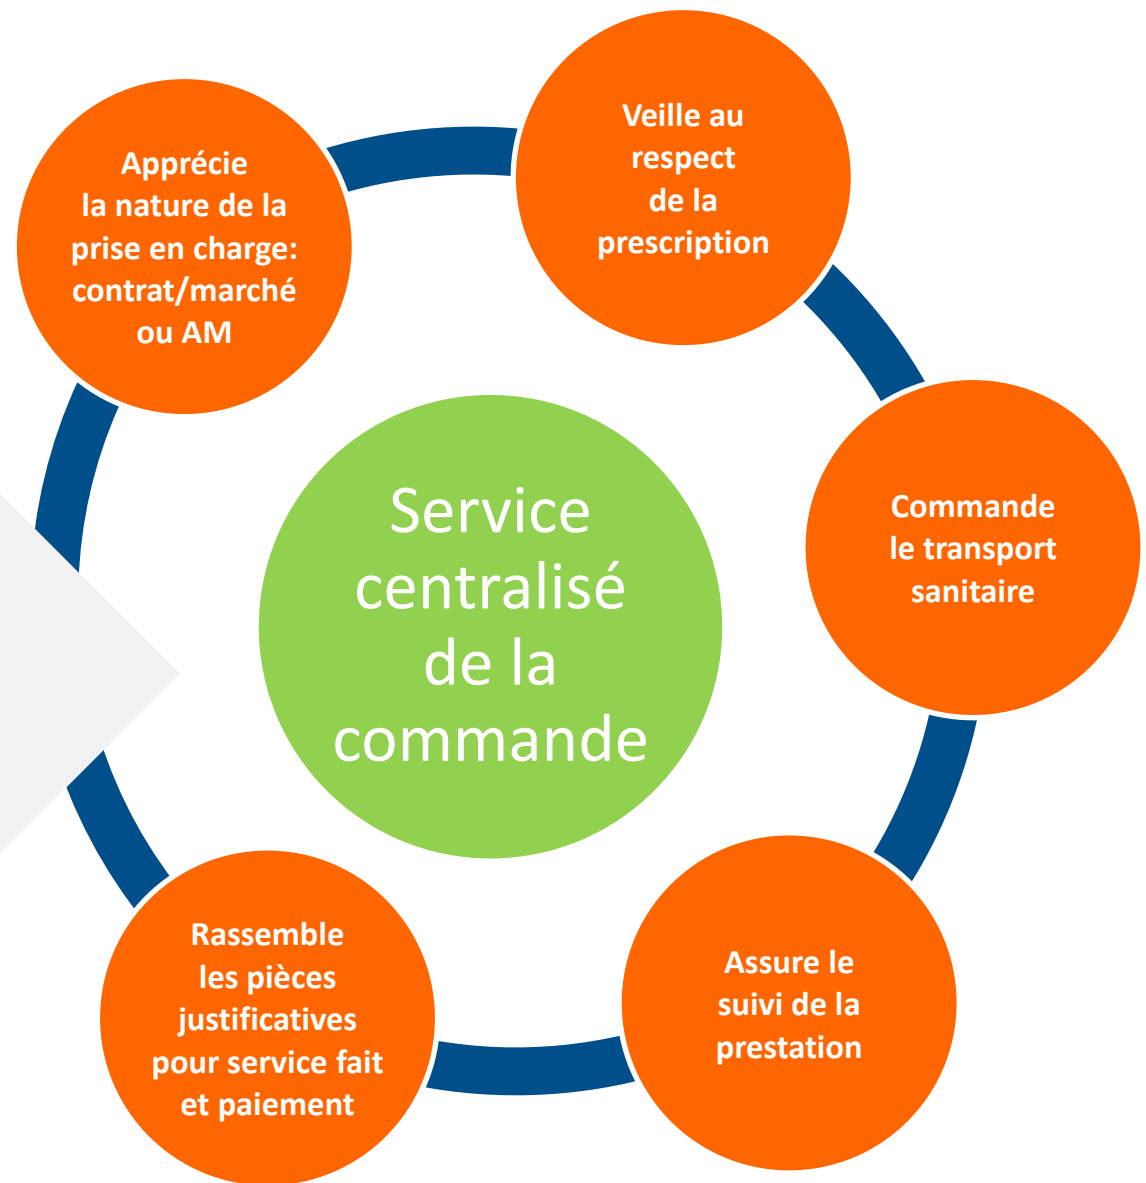 Veille au
respect
de la
prescription
Apprécie
la nature de la
prise en charge:
contrat/marché
ou AM
Service
centralisé
de la
commande
Commande
le transport
sanitaire
Assure le
suivi de la
prestation
Rassemble
les pièces
justificatives
pour service fait
et paiement